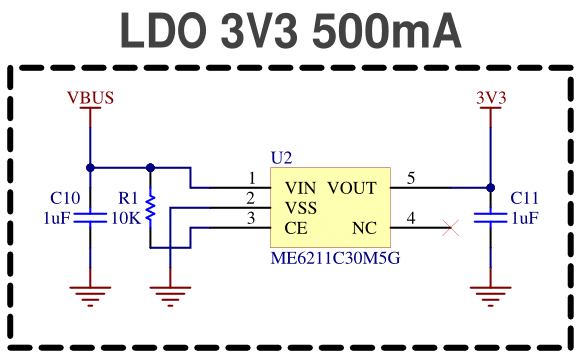 LDO 3V3 500mA
VBUS
3V3
U2
C10
1uF
R1
10K
1
2
3
VIN
VSS
CE
VOUT
NC
5
4
C11
1uF
ME6211C30M5G